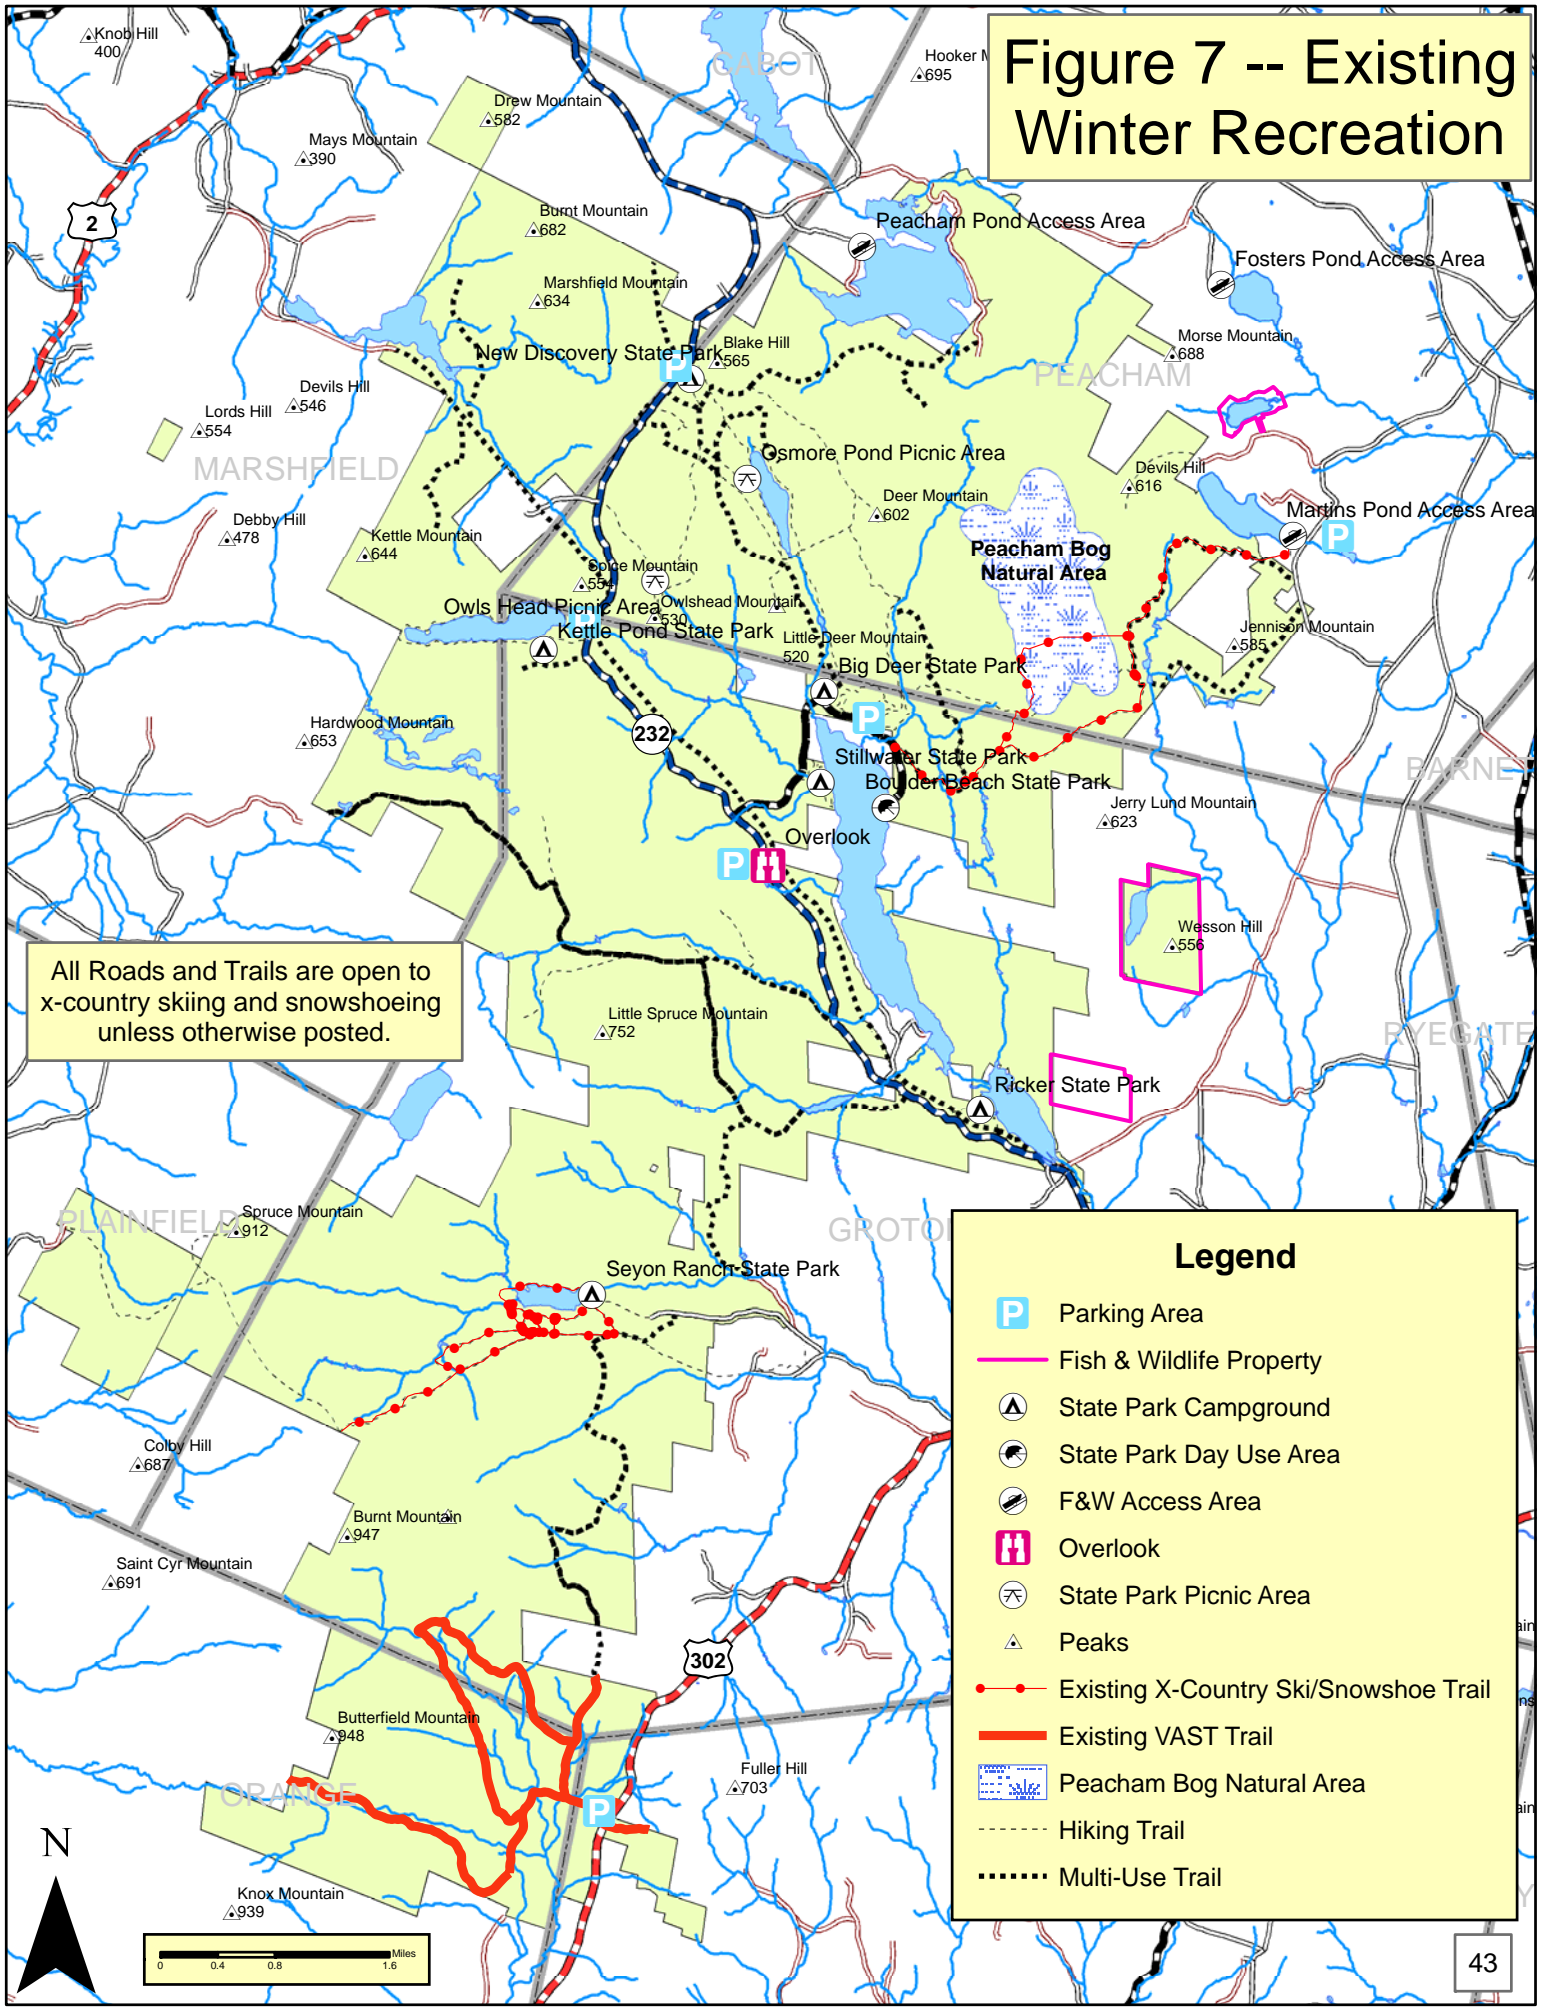 Figure 7 -- Existing
Winter Recreation
Knob Hill
400
CABOT
Hooker M
695
Drew Mountain
582
Mays Mountain
390
2
Burnt Mountain
682
Peacham Pond Access Area
Fosters Pond Access Area
Marshfield Mountain
634
Morse Mountain
688
New Discovery State Park
P
Blake Hill
565
PEACHAM
Devils Hill
546
Lords Hill
554
MARSHFIELD
Osmore Pond Picnic Area
Devils Hill
616
Deer Mountain
602
Martins Pond Access Area
P
Debby Hill
478
Kettle Mountain
644
Peacham Bog
Natural Area
Spice Mountain
554
Owls Head Picnic Area
Owlshead Mountain
530
P
Kettle Pond State Park
Little Deer Mountain
520
Jennison Mountain
585
Big Deer State Park
P
Hardwood Mountain
653
232
Stillwater State Park
Boulder Beach State Park
BARNE
Jerry Lund Mountain
623
Overlook
P
Wesson Hill
556
All Roads and Trails are open to
x-country skiing and snowshoeing
unless otherwise posted.
Little Spruce Mountain
752
RYEGATE
Ricker State Park
PLAINFIELD
Spruce Mountain
912
GROTO
Seyon Ranch State Park
Colby Hill
687
Burnt Mountain
947
Saint Cyr Mountain
691
302
Butterfield Mountain
948
Fuller Hill
703
ORANGE
P
Knox Mountain
939
N
Miles
0 0.4 0.8 1.6
Legend
P Parking Area
Fish & Wildlife Property
State Park Campground
State Park Day Use Area
F&W Access Area
Overlook
State Park Picnic Area
Peaks
Existing X-Country Ski/Snowshoe Trail
Existing VAST Trail
Peacham Bog Natural Area
Hiking Trail
Multi-Use Trail
ain
ns
ain
Y
43